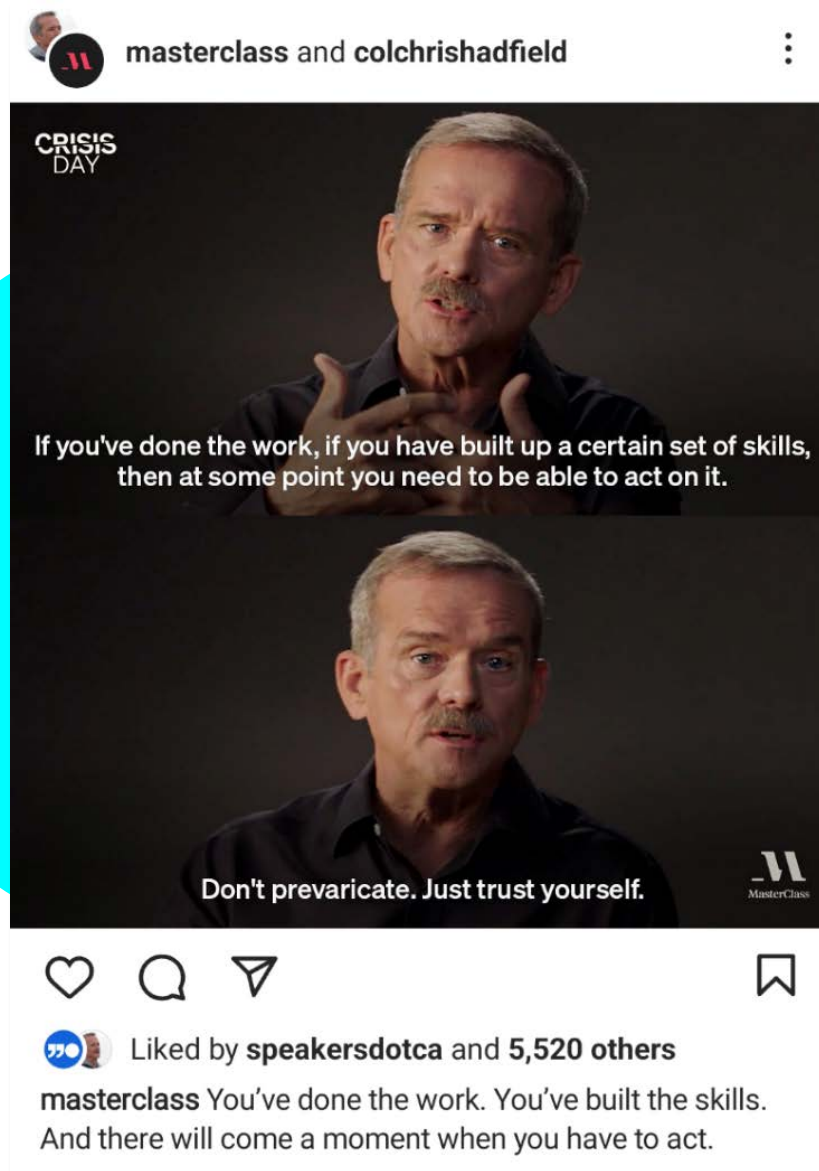 masterclass and colchrishadfield
CRISIS
DAY
If you've done the work, if you have built up a certain set of skills,
then at some point you need to be able to act on it.
Don't prevaricate. Just trust yourself.
MasterClass
Liked by speakersdotca and 5,520 others
masterclass You’ve done the work. You’ve built the skills.
And there will come a moment when you have to act.